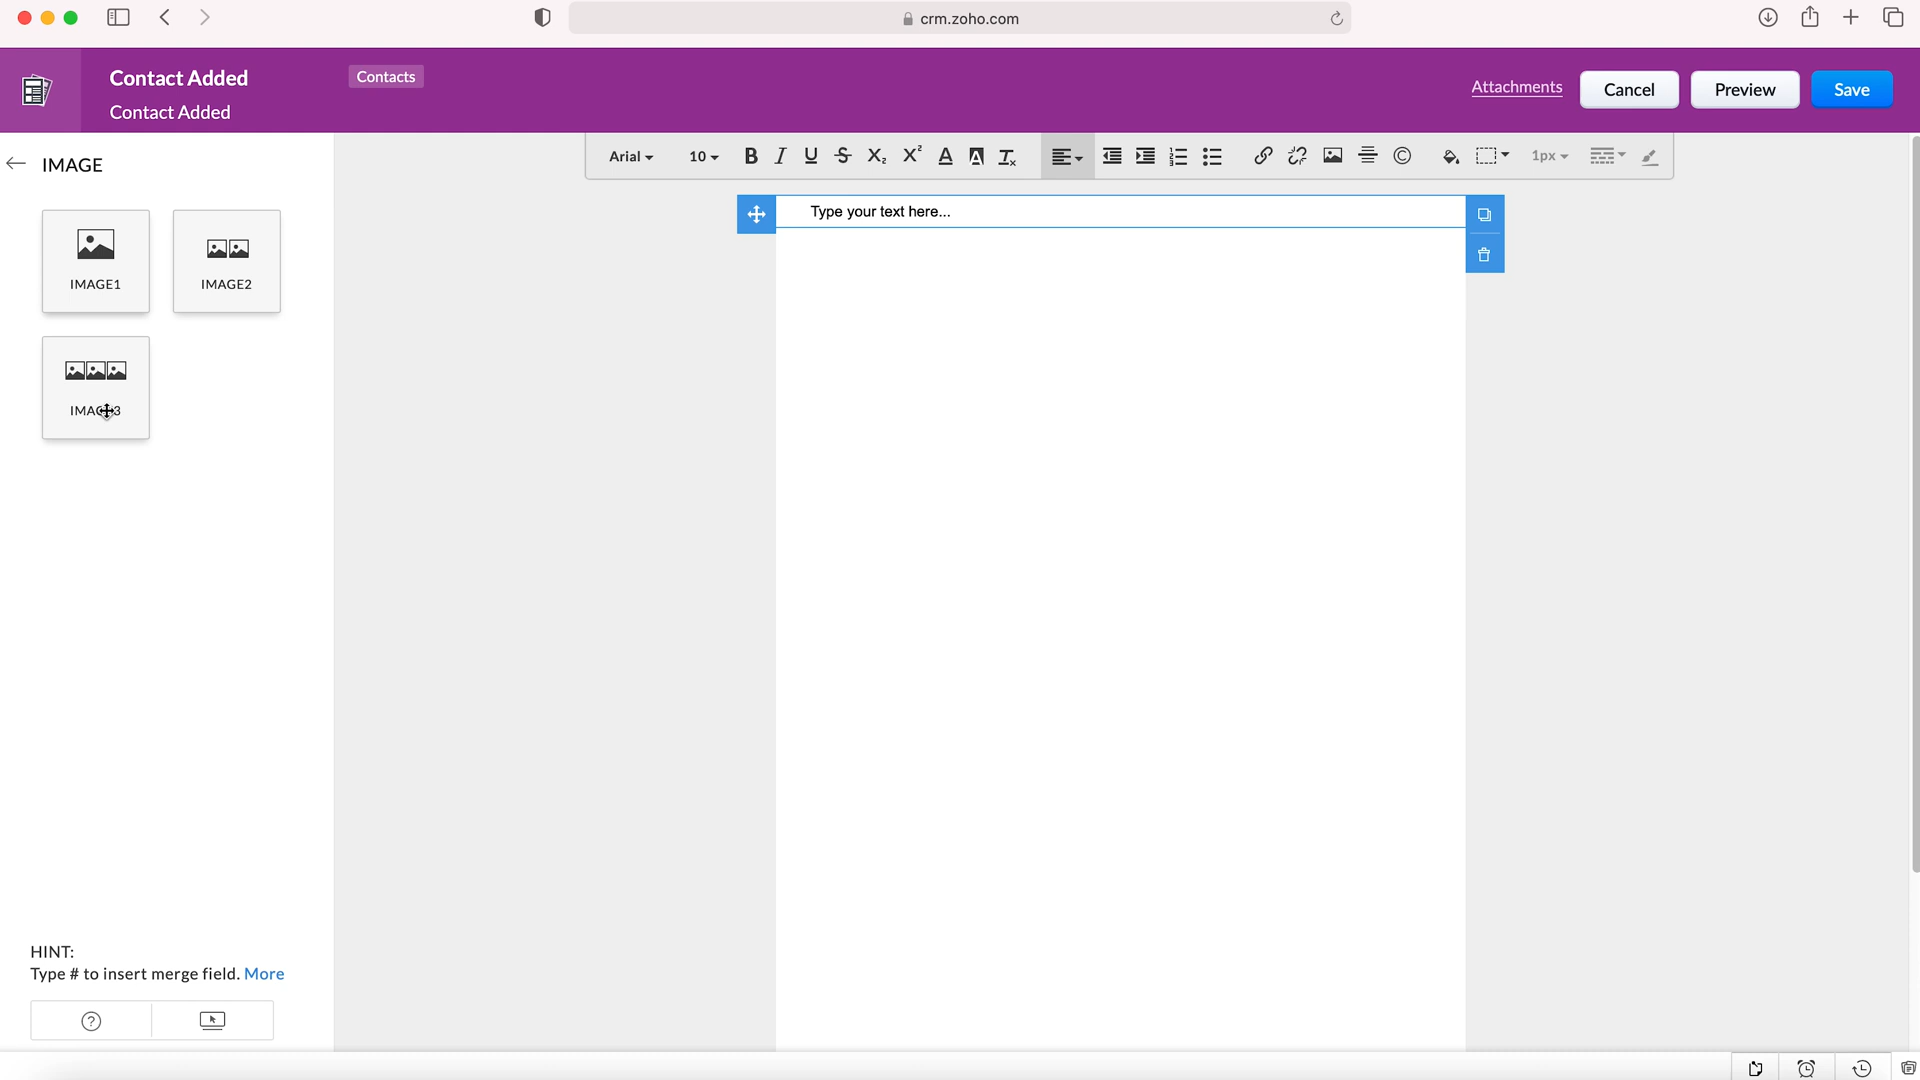 crm.zoho.com
Contact Added
Contacts
Contact Added
Attachments
Cancel
Preview
Save
IMAGE
Arial
10
1px
Type your text here...
IMAGE1
IMAGE2
HINT:
Type # to insert merge field. More